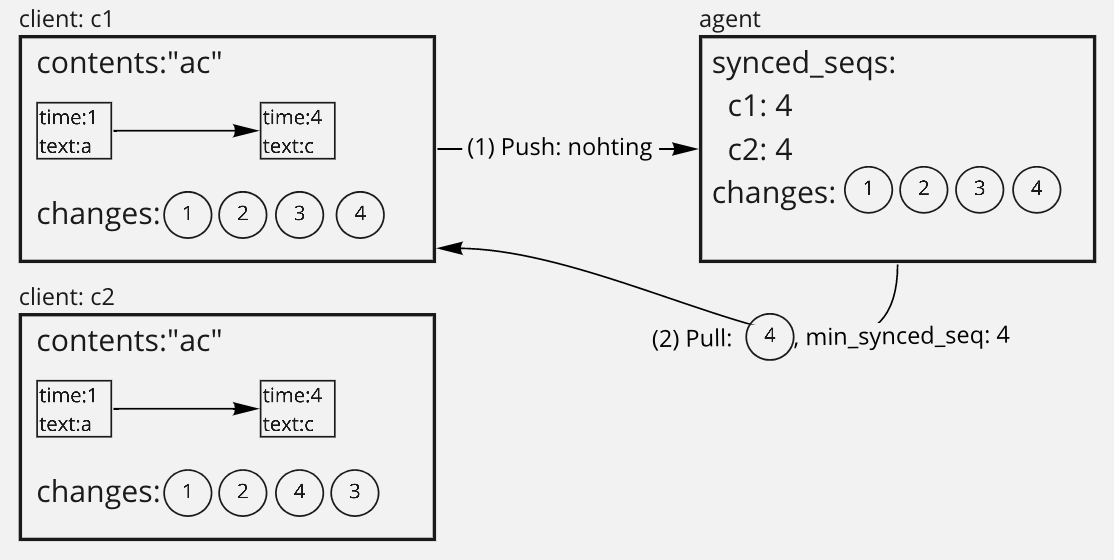 client: c1
contents:"ac"
time:1
text:a
time:4
text:c
changes: 1 2 3 4
(1) Push: nohting
agent
synced_seqs:
c1: 4
c2: 4
changes: 1 2 3 4
(2) Pull: 4 , min_synced_seq: 4
client: c2
contents:"ac"
time:1
text:a
time:4
text:c
changes: 1 2 4 3